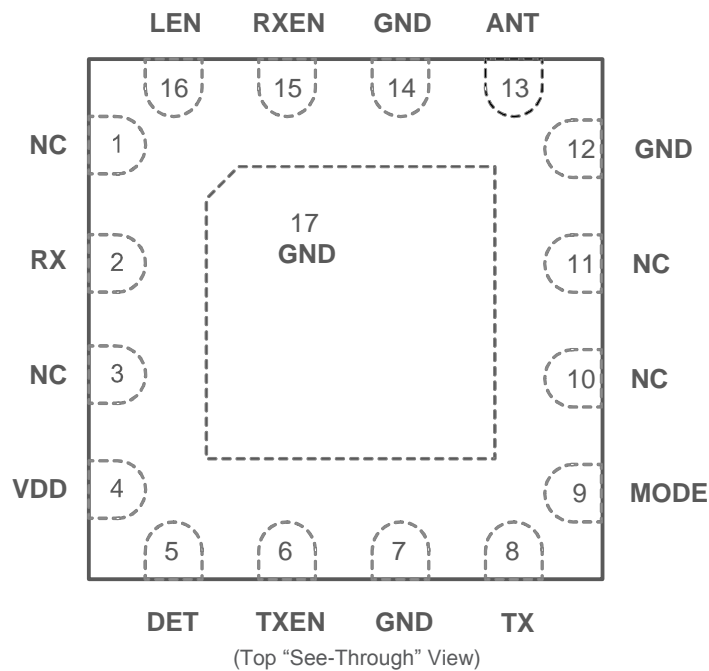 LEN RXEN GND ANT
16 15 14 13
NC 1 12 GND
17
GND
RX 2 11 NC
NC 3 10 NC
VDD 4 9 MODE
5 6 7 8
DET TXEN GND TX
(Top “See-Through” View)